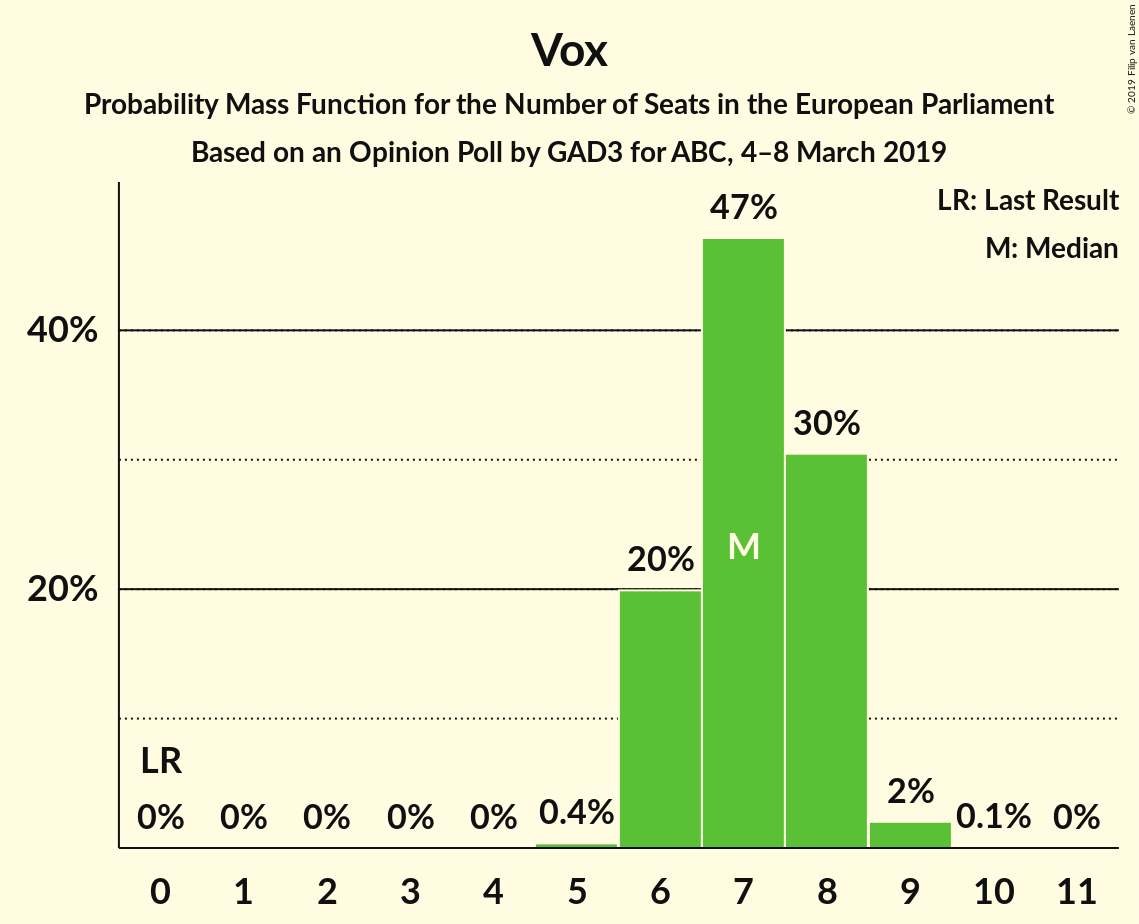 Vox
Probability Mass Function for the Number of Seats in the European Parliament
Based on an Opinion Poll by GAD3 for ABC, 4–8 March 2019
© 2019 Filip van Laenen
LR: Last Result
M: Median
47%
40%
30%
M
20%
20%
LR
0% 0% 0% 0% 0% 0.4% 2% 0.1% 0%
0 1 2 3 4 5 6 7 8 9 10 11